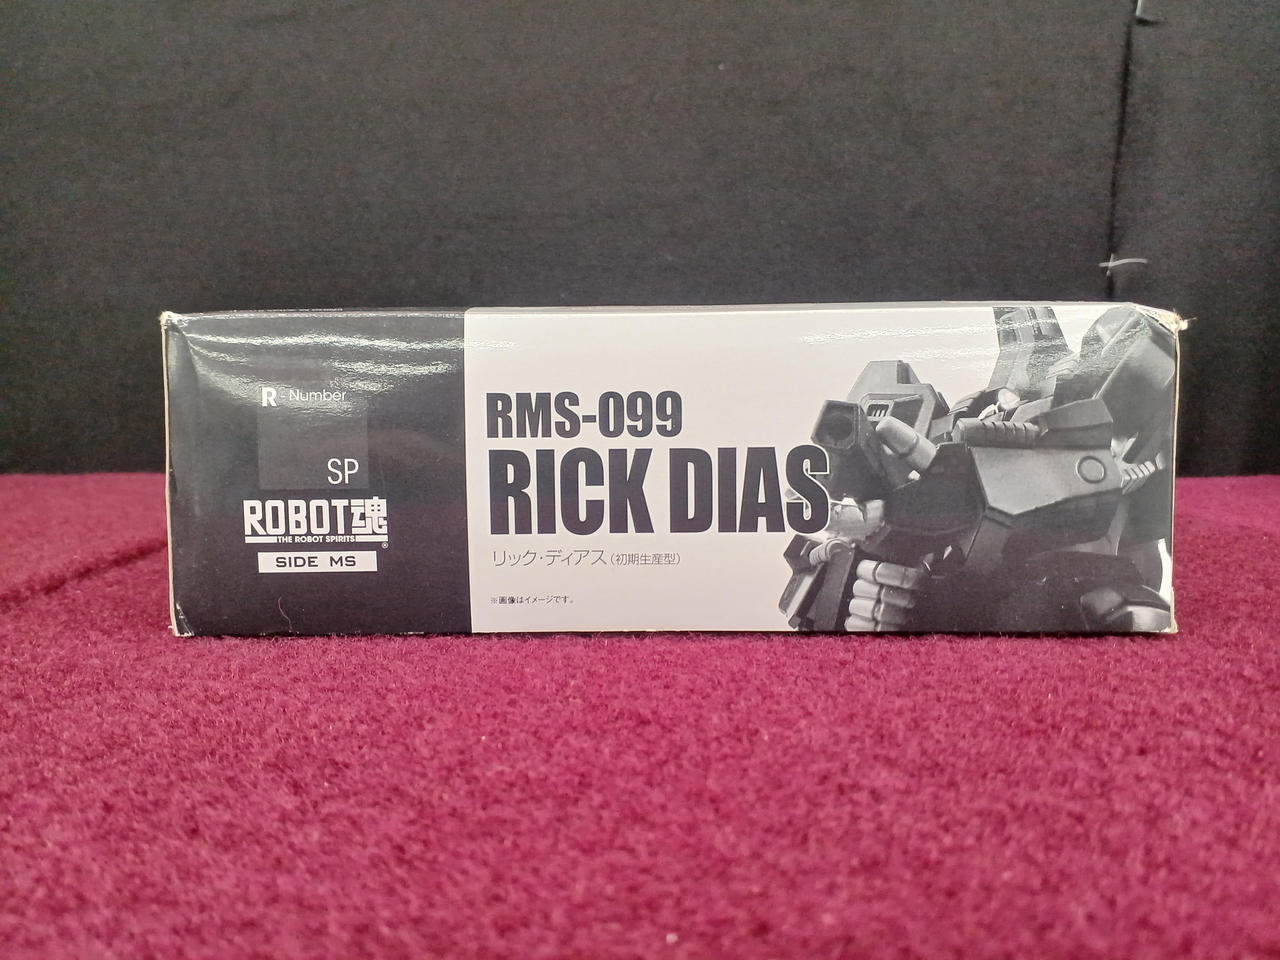 R-Number
SP
ROBOT魂
THE ROBOT SPIRITS
®
SIDE MS
RMS-099
RICK DIAS
リック・ディアス(初期生産型)
※画像はイメージです。